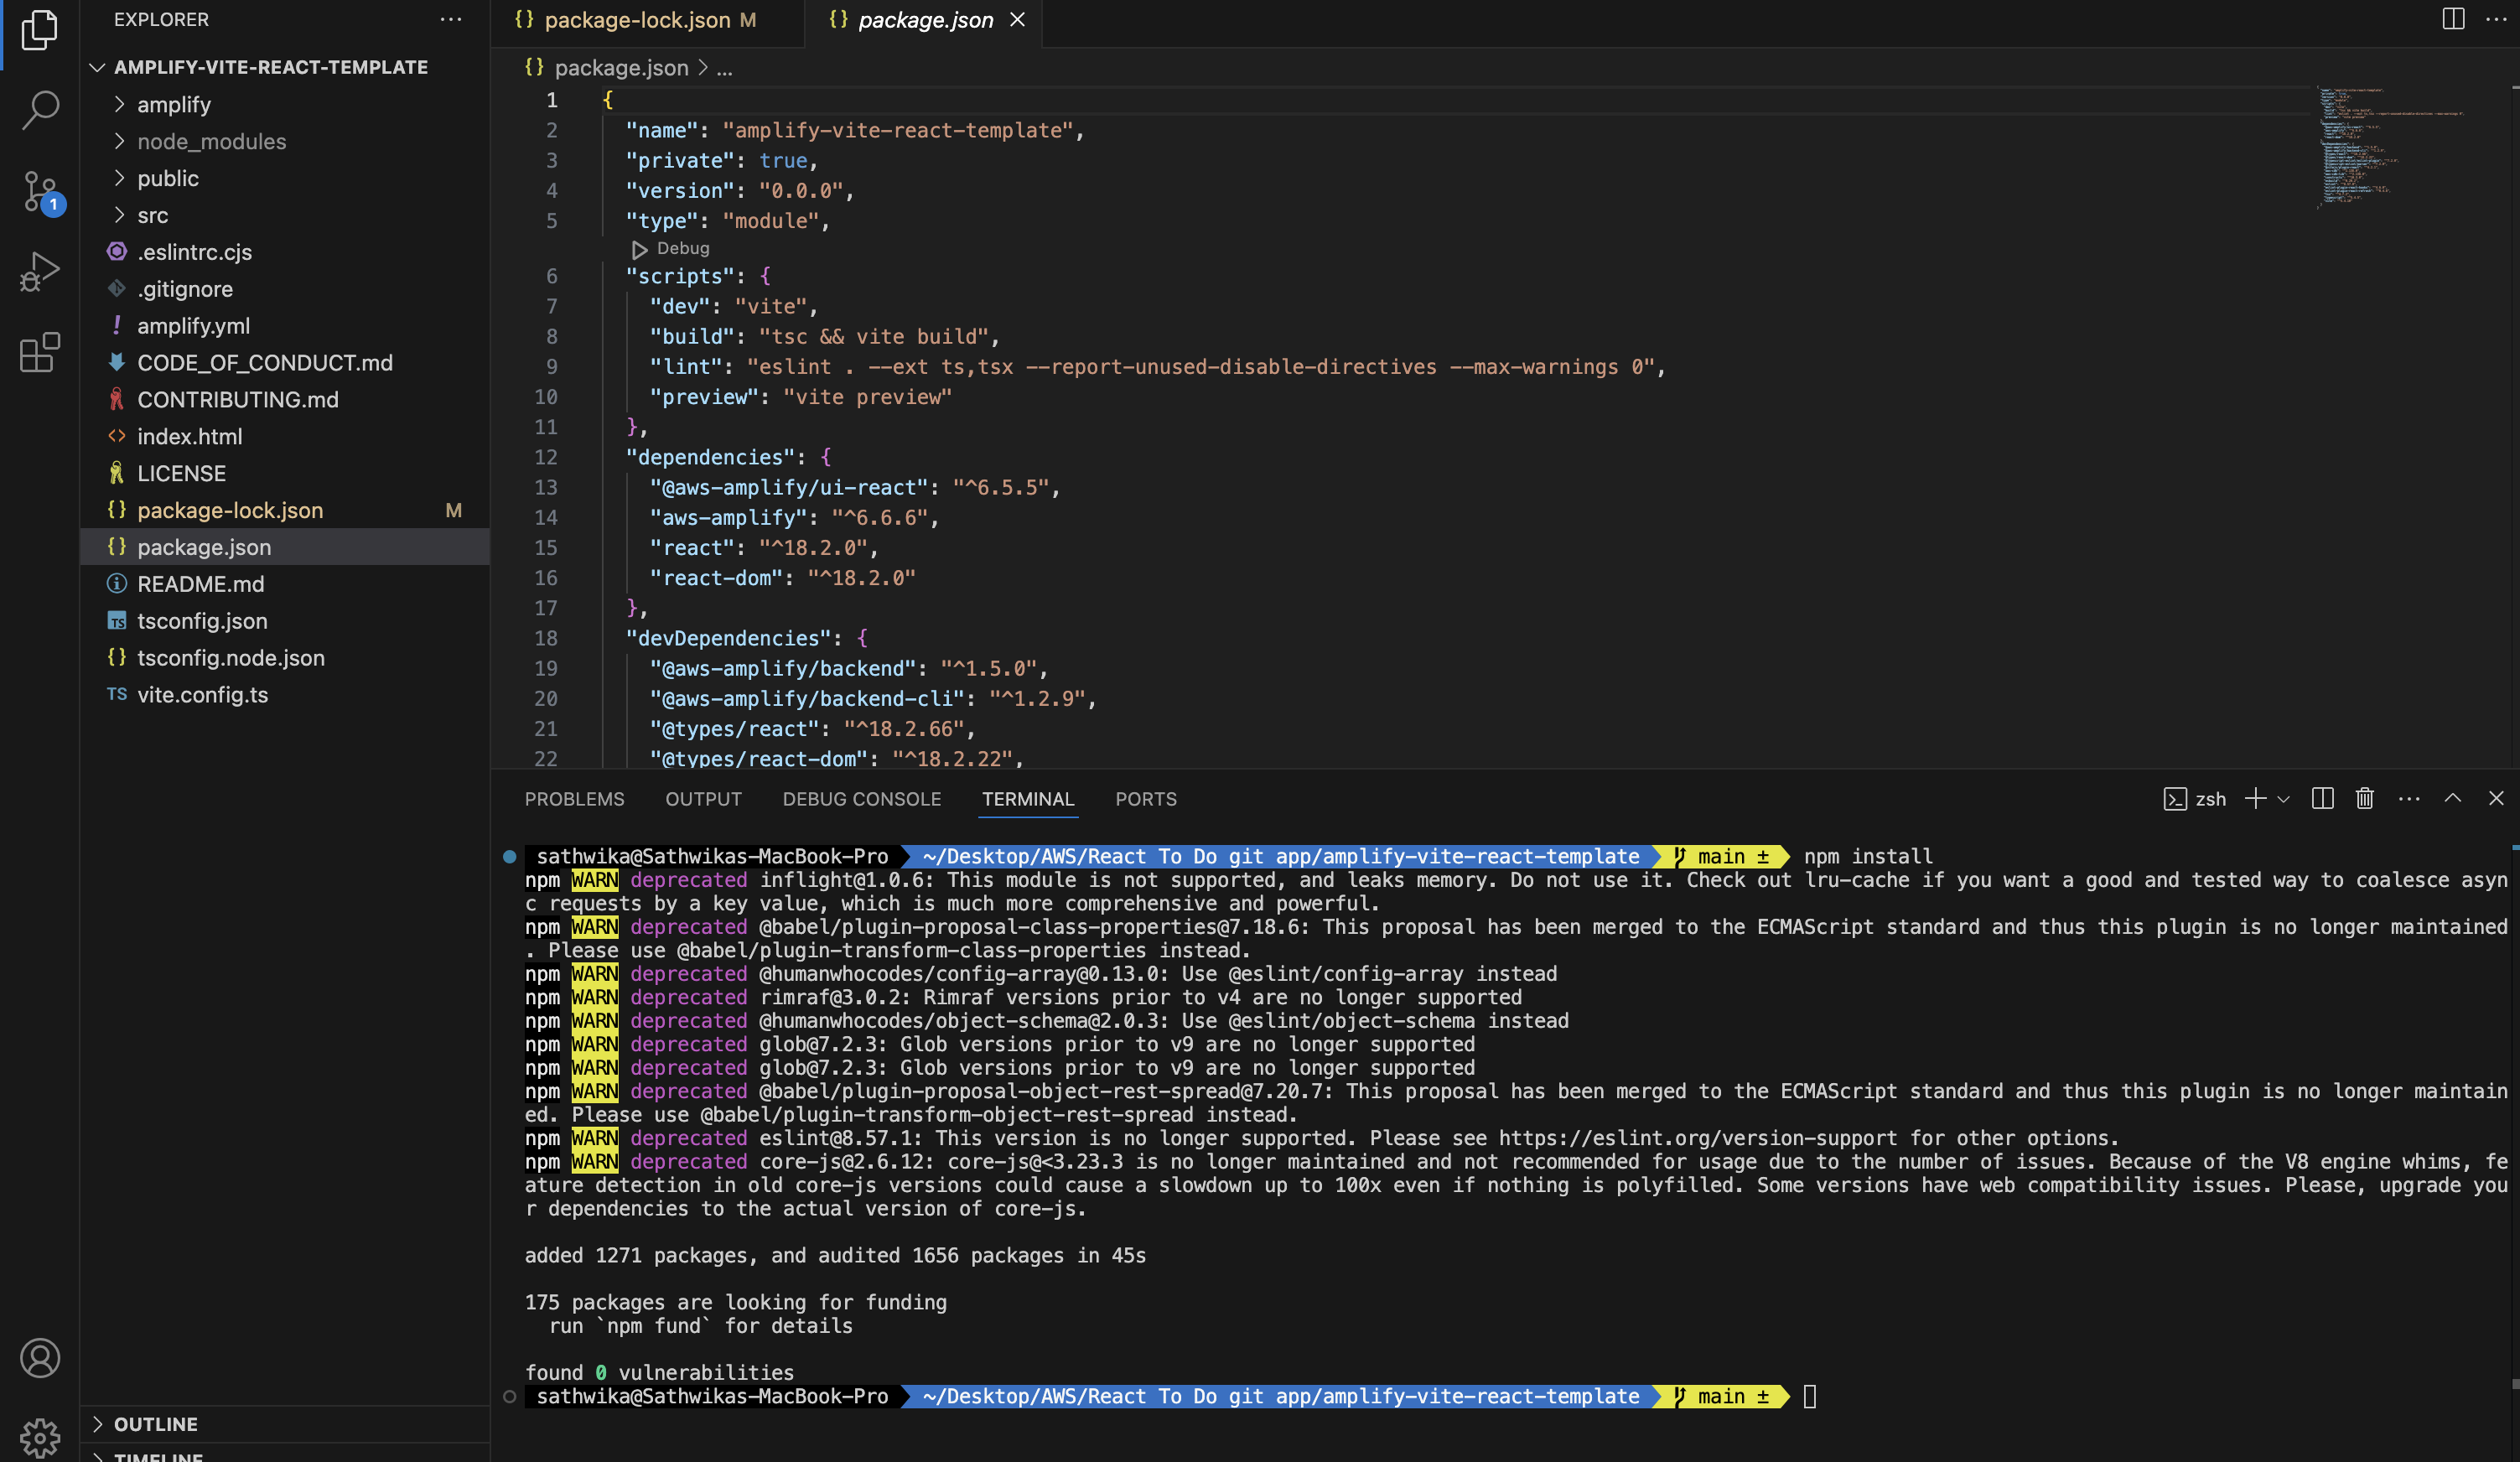 EXPLORER
AMPLIFY-VITE-REACT-TEMPLATE
amplify
node_modules
public
src
.eslintrc.cjs
.gitignore
amplify.yml
CODE_OF_CONDUCT.md
CONTRIBUTING.md
index.html
LICENSE
package-lock.json M
package.json
README.md
tsconfig.json
tsconfig.node.json
TS vite.config.ts
1
OUTLINE
TIMELINE
{} package-lock.json M
{} package.json
{} package.json > ...
1 {
2 "name": "amplify-vite-react-template",
3 "private": true,
4 "version": "0.0.0",
5 "type": "module",
Debug
6 "scripts": {
7 "dev": "vite",
8 "build": "tsc && vite build",
9 "lint": "eslint . --ext ts,tsx --report-unused-disable-directives --max-warnings 0",
10 "preview": "vite preview"
11 },
12 "dependencies": {
13 "@aws-amplify/ui-react": "^6.5.5",
14 "aws-amplify": "^6.6.6",
15 "react": "^18.2.0",
16 "react-dom": "^18.2.0"
17 },
18 "devDependencies": {
19 "@aws-amplify/backend": "^1.5.0",
20 "@aws-amplify/backend-cli": "^1.2.9",
21 "@types/react": "^18.2.66",
22 "@types/react-dom": "^18.2.22",
PROBLEMS OUTPUT DEBUG CONSOLE TERMINAL PORTS
zsh
sathwika@Sathwikas-MacBook-Pro ~/Desktop/AWS/React To Do git app/amplify-vite-react-template main ± npm install
npm WARN deprecated inflight@1.0.6: This module is not supported, and leaks memory. Do not use it. Check out lru-cache if you want a good and tested way to coalesce asyn
c requests by a key value, which is much more comprehensive and powerful.
npm WARN deprecated @babel/plugin-proposal-class-properties@7.18.6: This proposal has been merged to the ECMAScript standard and thus this plugin is no longer maintained
. Please use @babel/plugin-transform-class-properties instead.
npm WARN deprecated @humanwhocodes/config-array@0.13.0: Use @eslint/config-array instead
npm WARN deprecated rimraf@3.0.2: Rimraf versions prior to v4 are no longer supported
npm WARN deprecated @humanwhocodes/object-schema@2.0.3: Use @eslint/object-schema instead
npm WARN deprecated glob@7.2.3: Glob versions prior to v9 are no longer supported
npm WARN deprecated glob@7.2.3: Glob versions prior to v9 are no longer supported
npm WARN deprecated @babel/plugin-proposal-object-rest-spread@7.20.7: This proposal has been merged to the ECMAScript standard and thus this plugin is no longer maintain
ed. Please use @babel/plugin-transform-object-rest-spread instead.
npm WARN deprecated eslint@8.57.1: This version is no longer supported. Please see https://eslint.org/version-support for other options.
npm WARN deprecated core-js@2.6.12: core-js@<3.23.3 is no longer maintained and not recommended for usage due to the number of issues. Because of the V8 engine whims, fe
ature detection in old core-js versions could cause a slowdown up to 100x even if nothing is polyfilled. Some versions have web compatibility issues. Please, upgrade you
r dependencies to the actual version of core-js.
added 1271 packages, and audited 1656 packages in 45s
175 packages are looking for funding
run `npm fund` for details
found 0 vulnerabilities
sathwika@Sathwikas-MacBook-Pro ~/Desktop/AWS/React To Do git app/amplify-vite-react-template main ±